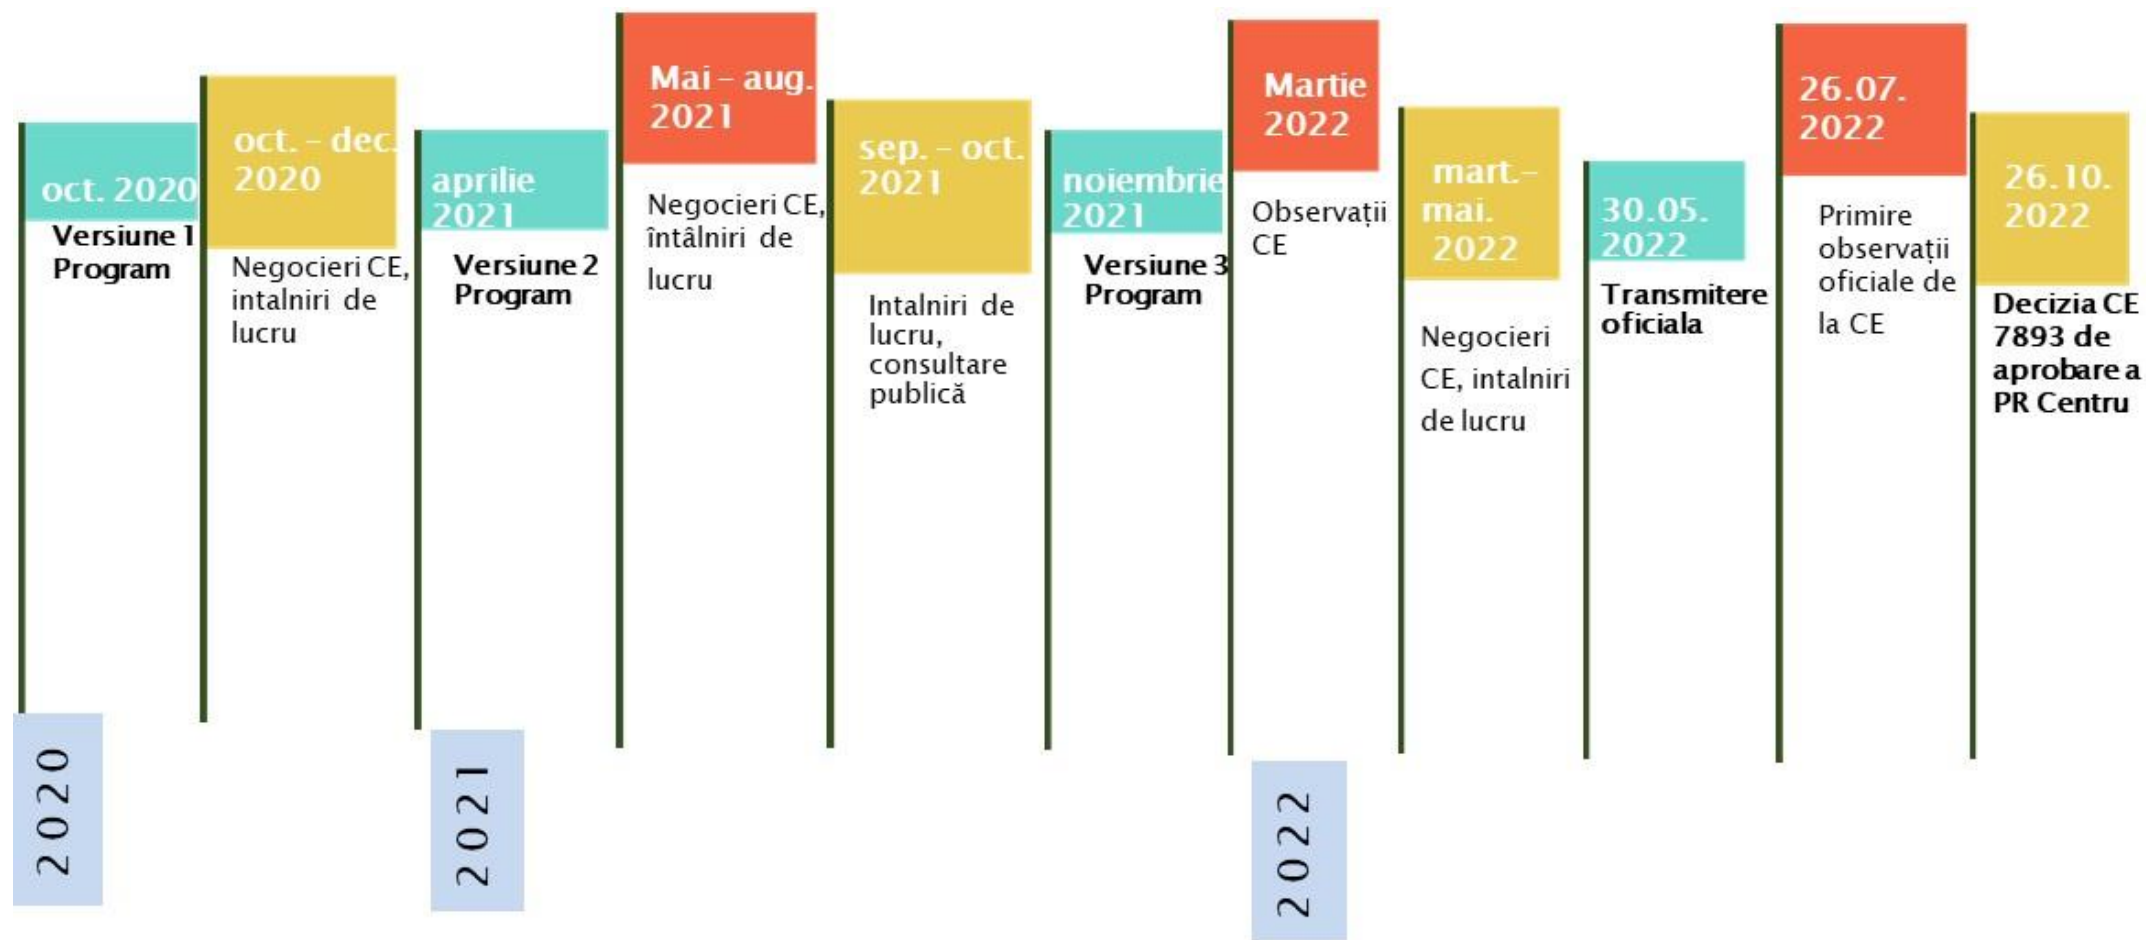 oct. 2020
Versiune 1
Program
oct. – dec.
2020
Negocieri CE,
intalniri de
lucru
aprilie
2021
Versiune 2
Program
Mai – aug.
2021
Negocieri CE,
întâlniri de
lucru
sep. – oct.
2021
Intalniri de
lucru,
consultare
publică
noiembrie
2021
Versiune 3
Program
Martie
2022
Observații
CE
mart.–
mai.
2022
Negocieri
CE, intalniri
de lucru
30.05.
2022
Transmitere
oficiala
26.07.
2022
Primire
observații
oficiale de
la CE
26.10.
2022
Decizia CE
7893 de
aprobare a
PR Centru
2020
2021
2022